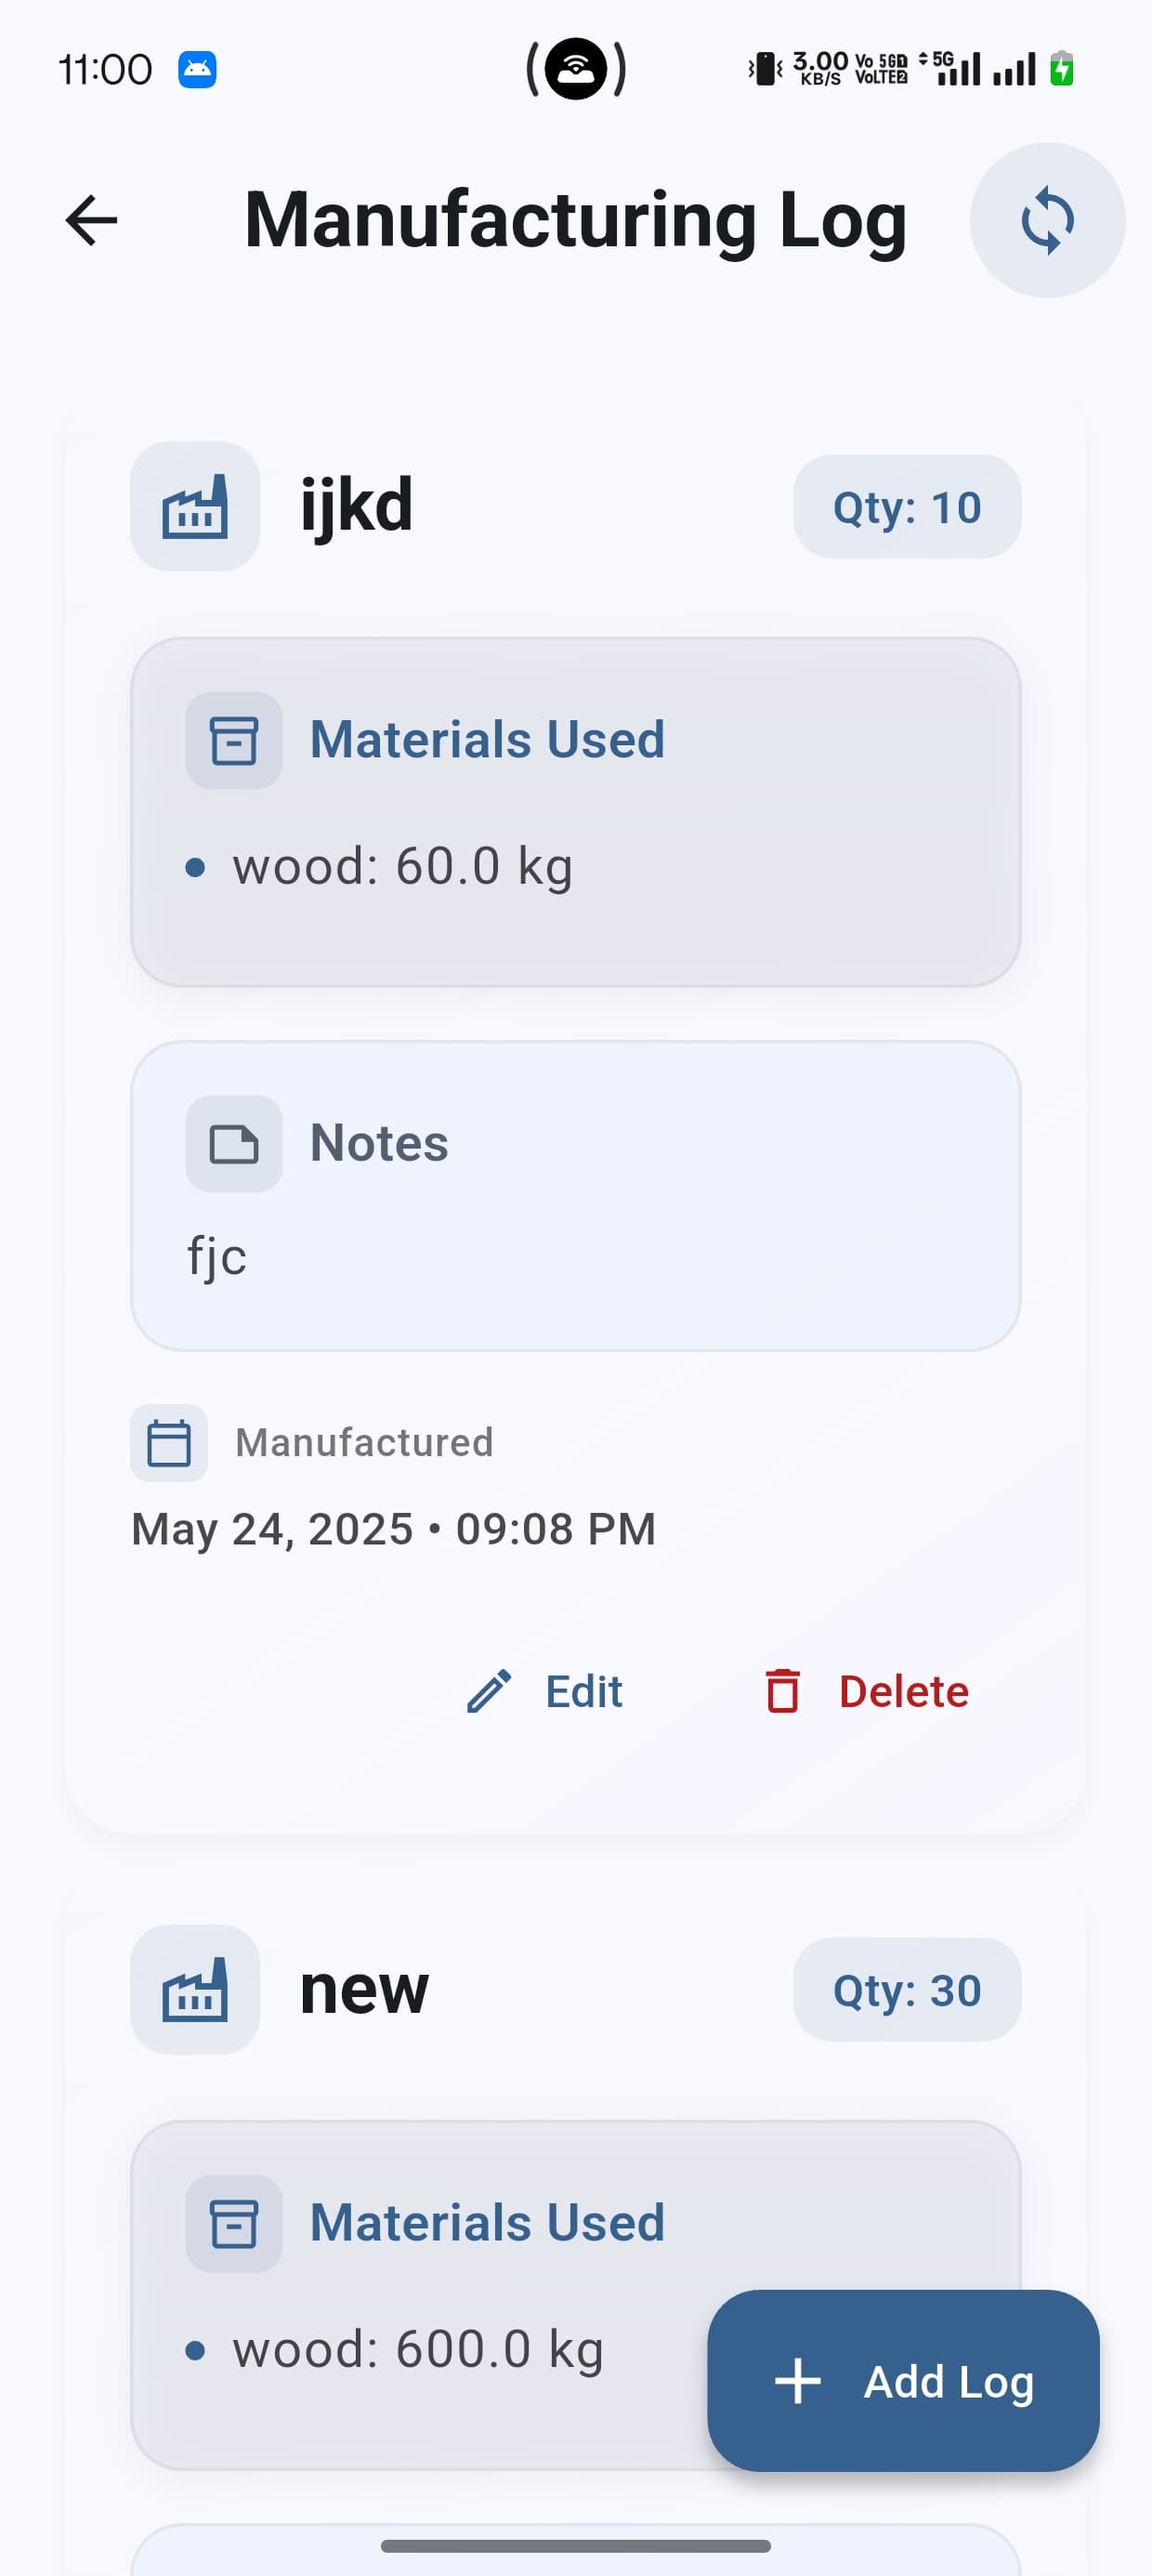 11:00
3.00 KB/S Vo 5G VoLTE2 5G
Manufacturing Log
ijkd
Qty: 10
Materials Used
• wood: 60.0 kg
Notes
fjc
Manufactured
May 24, 2025 • 09:08 PM
Edit
Delete
new
Qty: 30
Materials Used
• wood: 600.0 kg
+ Add Log